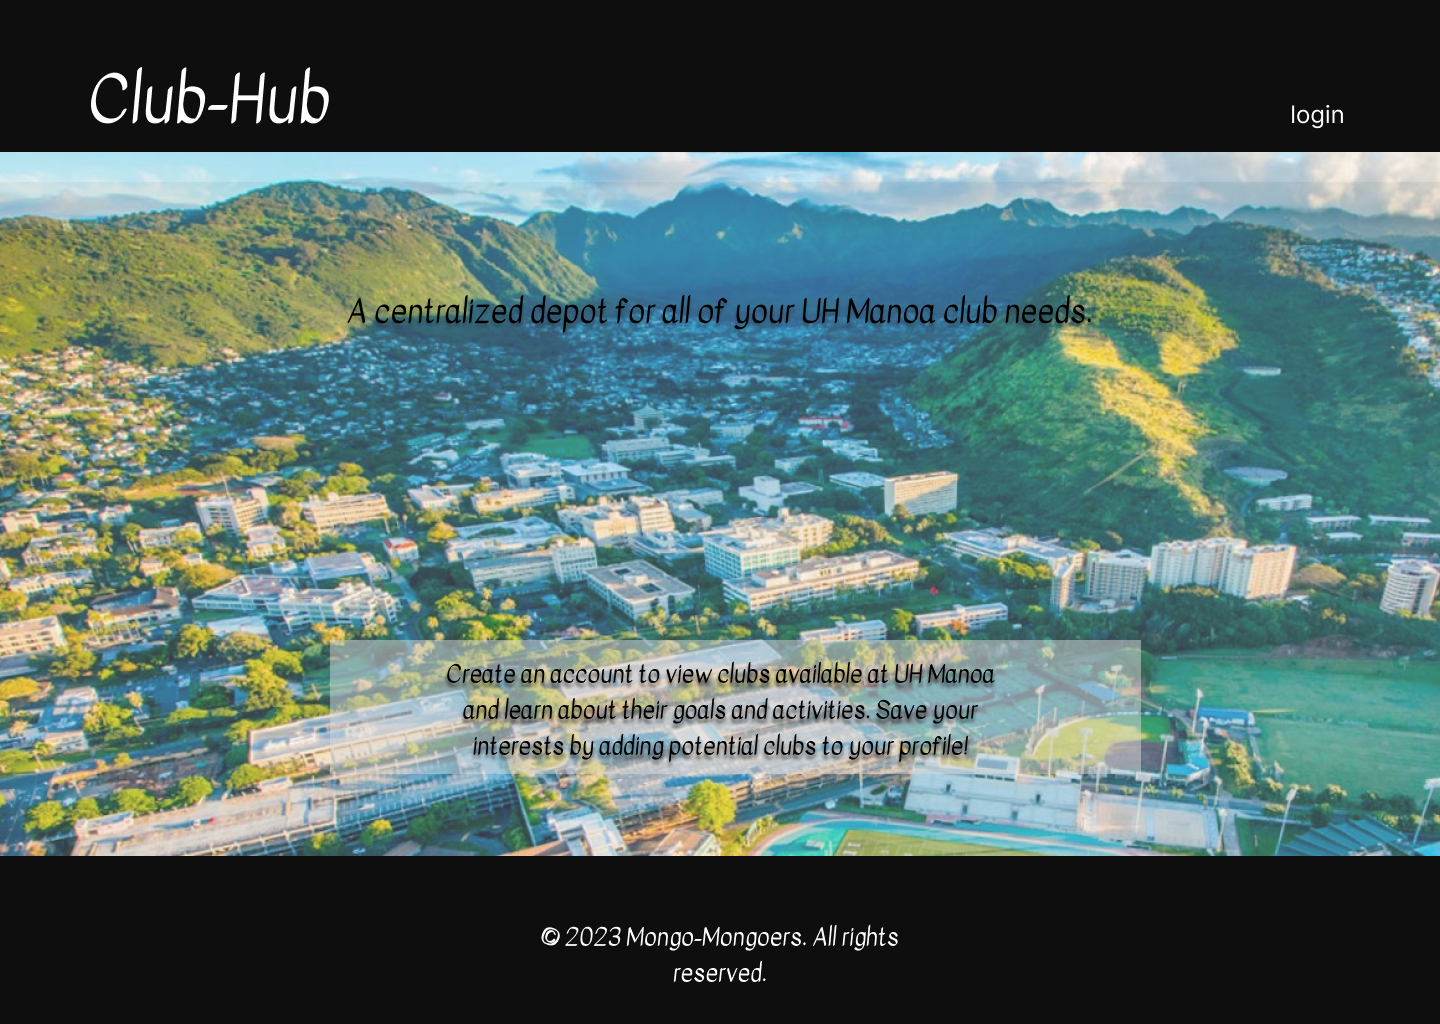 Club-Hub
login
A centralized depot for all of your UH Manoa club needs.
Create an account to view clubs available at UH Manoa
and learn about their goals and activities. Save your
interests by adding potential clubs to your profile!
© 2023 Mongo-Mongoers. All rights
reserved.